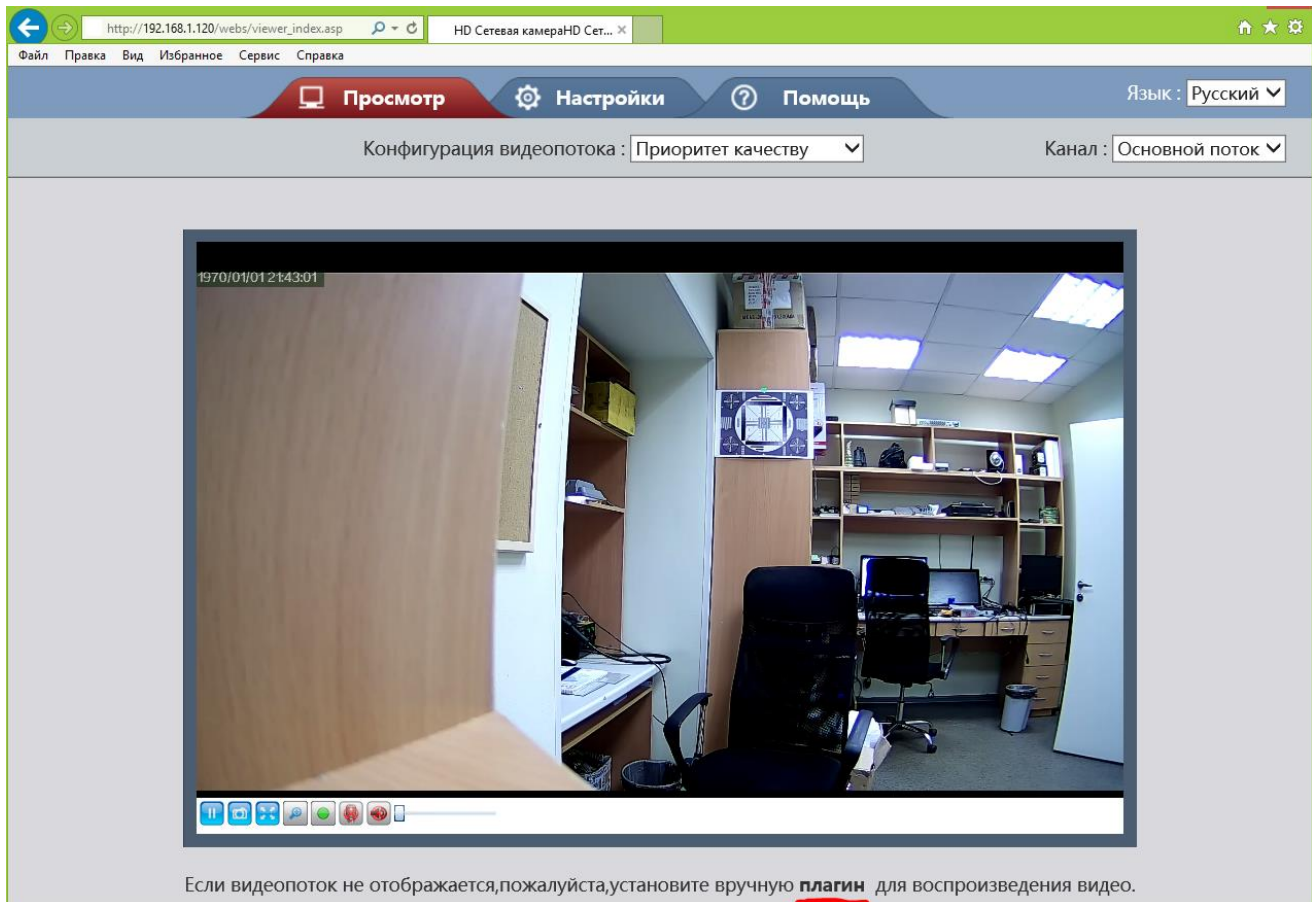 http://192.168.1.120/webs/viewer_index.asp
HD Сетевая камераHD Сет...
Файл Правка Вид Избранное Сервис Справка
Просмотр
Настройки
Помощь
Язык : Русский
Конфигурация видеопотока : Приоритет качеству
Канал : Основной поток
1970/01/01 21:43:01
Если видеопоток не отображается,пожалуйста,установите вручную плагин для воспроизведения видео.